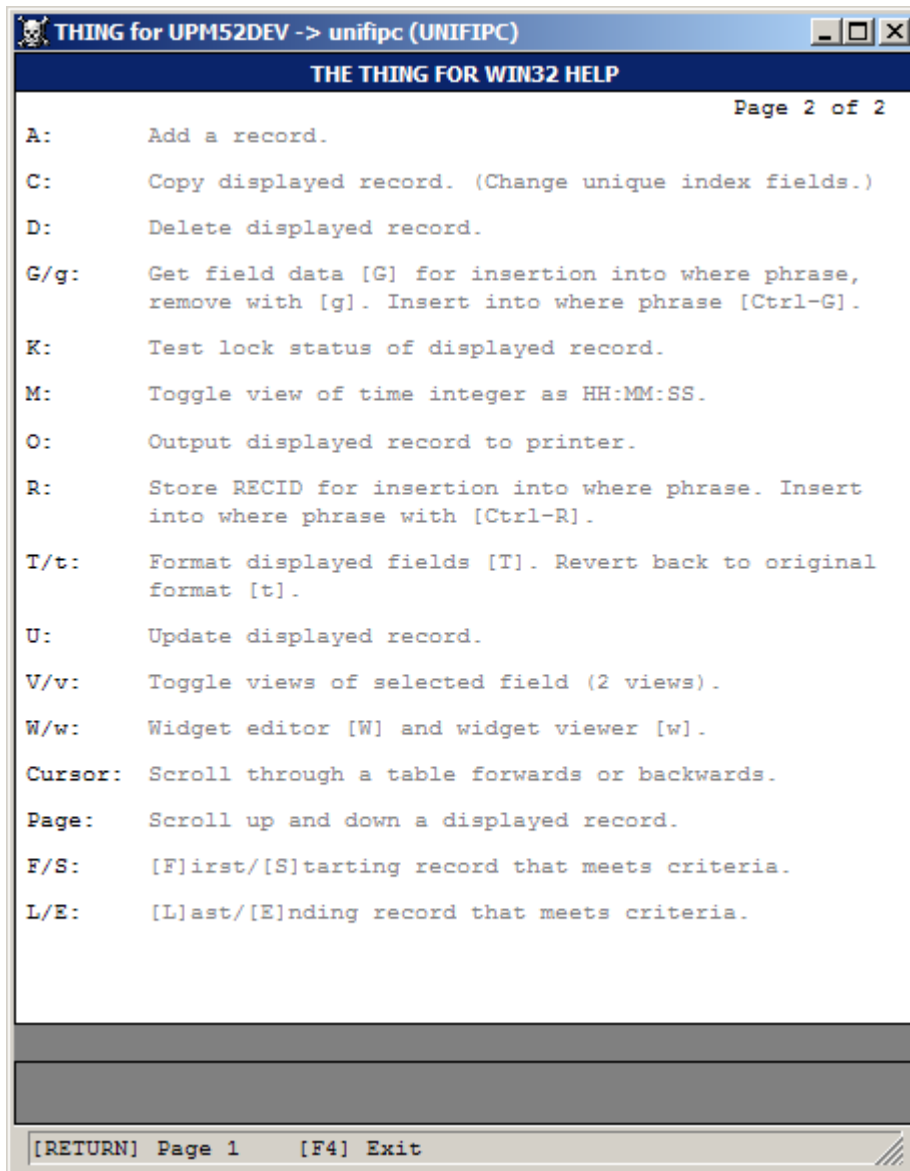 THING for UPM52DEV -> unifipc (UNIFIPC)
THE THING FOR WIN32 HELP
Page 2 of 2
A: Add a record.
C: Copy displayed record. (Change unique index fields.)
D: Delete displayed record.
G/g: Get field data [G] for insertion into where phrase,
remove with [g]. Insert into where phrase [Ctrl-G].
K: Test lock status of displayed record.
M: Toggle view of time integer as HH:MM:SS.
O: Output displayed record to printer.
R: Store RECID for insertion into where phrase. Insert
into where phrase with [Ctrl-R].
T/t: Format displayed fields [T]. Revert back to original
format [t].
U: Update displayed record.
V/v: Toggle views of selected field (2 views).
W/w: Widget editor [W] and widget viewer [w].
Cursor: Scroll through a table forwards or backwards.
Page: Scroll up and down a displayed record.
F/S: [F]irst/[S]tarting record that meets criteria.
L/E: [L]ast/[E]nding record that meets criteria.
[RETURN] Page 1 [F4] Exit